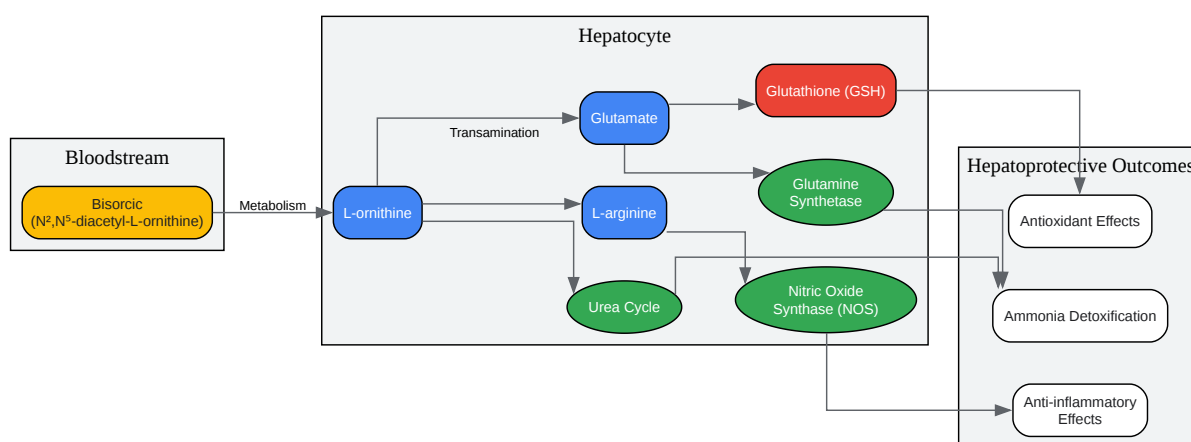 Hepatocyte
Glutathione (GSH)
Glutamate
Transamination
Bloodstream
Hepatoprotective Outcomes
Bisorcic
(N²,N⁵-diacetyl-L-ornithine)
Metabolism
L-ornithine
L-arginine
Glutamine
Synthetase
Antioxidant Effects
Urea Cycle
Nitric Oxide
Synthase (NOS)
Ammonia Detoxification
Anti-inflammatory
Effects